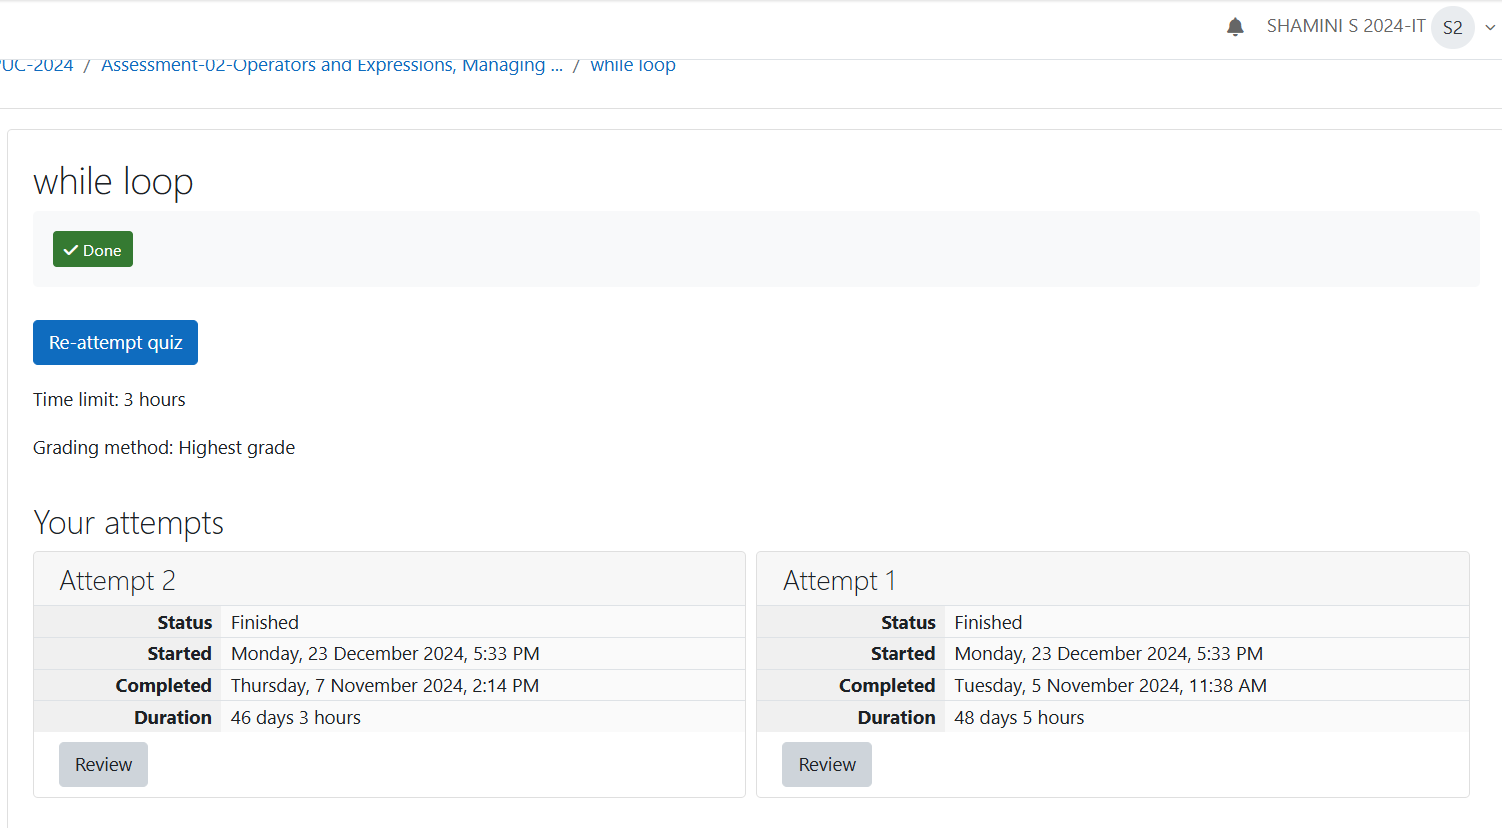 SHAMINI S 2024-IT S2
UC-2024 / Assessment-02-Operators and Expressions, Managing ... / while loop
while loop
Done
Re-attempt quiz
Time limit: 3 hours
Grading method: Highest grade
Your attempts
Attempt 2
Status Finished
Started Monday, 23 December 2024, 5:33 PM
Completed Thursday, 7 November 2024, 2:14 PM
Duration 46 days 3 hours
Review
Attempt 1
Status Finished
Started Monday, 23 December 2024, 5:33 PM
Completed Tuesday, 5 November 2024, 11:38 AM
Duration 48 days 5 hours
Review